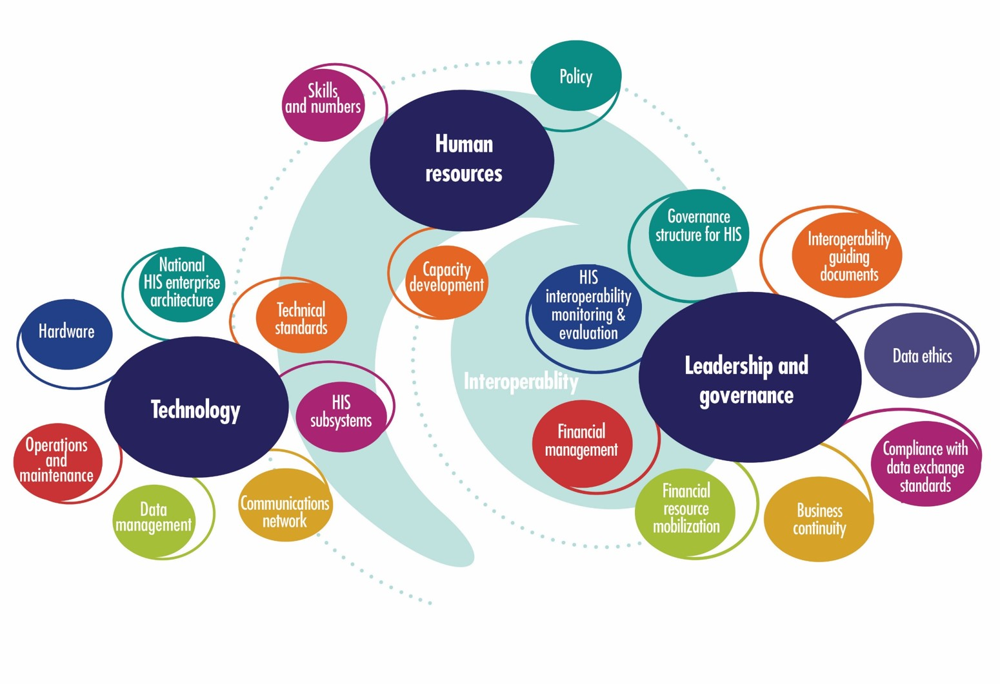 Policy
Skills
and numbers
Human
resources
Capacity
development
Governance
structure for HIS
Interoperability
guiding
documents
HIS
interoperability
monitoring &
evaluation
Data ethics
Leadership and
governance
Interoperablity
Financial
management
Compliance with
data exchange
standards
Financial
resource
mobilization
Business
continuity
National
HIS enterprise
architecture
Technical
standards
Hardware
Technology
HIS
subsystems
Operations
and
maintenance
Data
management
Communications
network